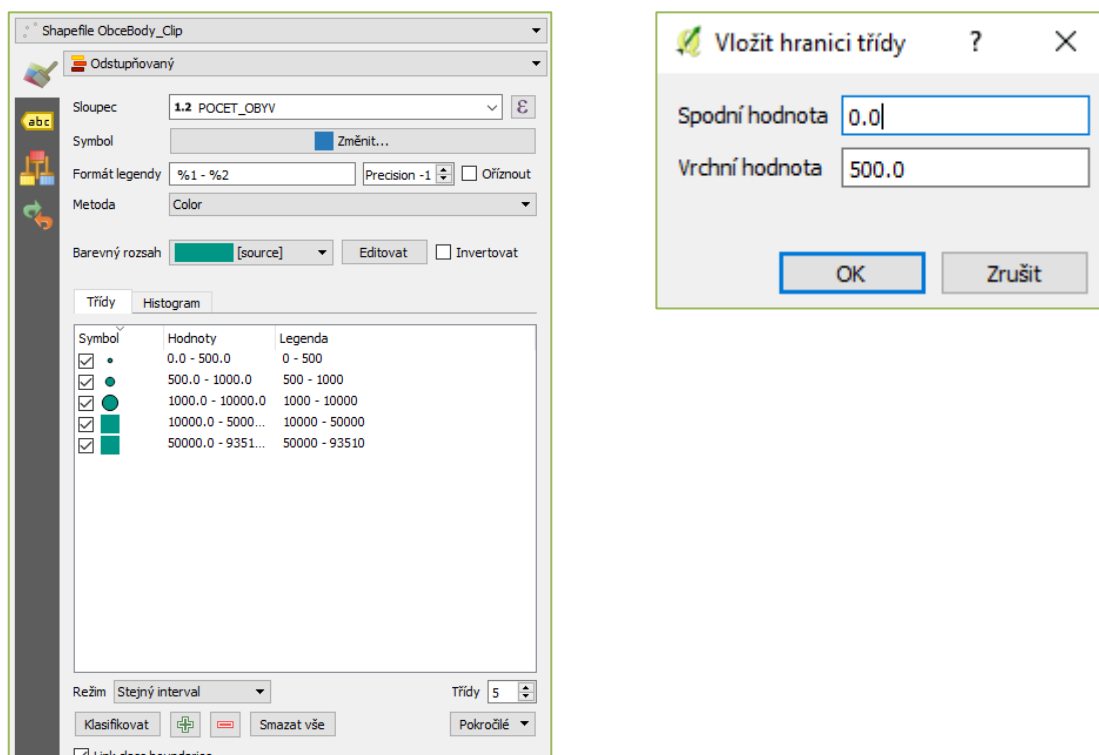 Shapefile ObceBody_Clip
Odstupňovaný
abc
Sloupec 1.2 POCET_OBYV ε
Symbol Změnit...
Formát legendy %1 - %2 Precision -1 Oříznout
Metoda Color
Barevný rozsah [source] Editovat Invertovat
Třídy Histogram
Symbol Hodnoty Legenda
0.0 - 500.0 0 - 500
500.0 - 1000.0 500 - 1000
1000.0 - 10000.0 1000 - 10000
10000.0 - 5000... 10000 - 50000
50000.0 - 9351... 50000 - 93510
Režim Stejný interval Třídy 5
Klasifikovat Smazat vše Pokročilé
Link class boundaries
Vložit hranici třídy ? X
Spodní hodnota 0.0
Vrchní hodnota 500.0
OK Zrušit